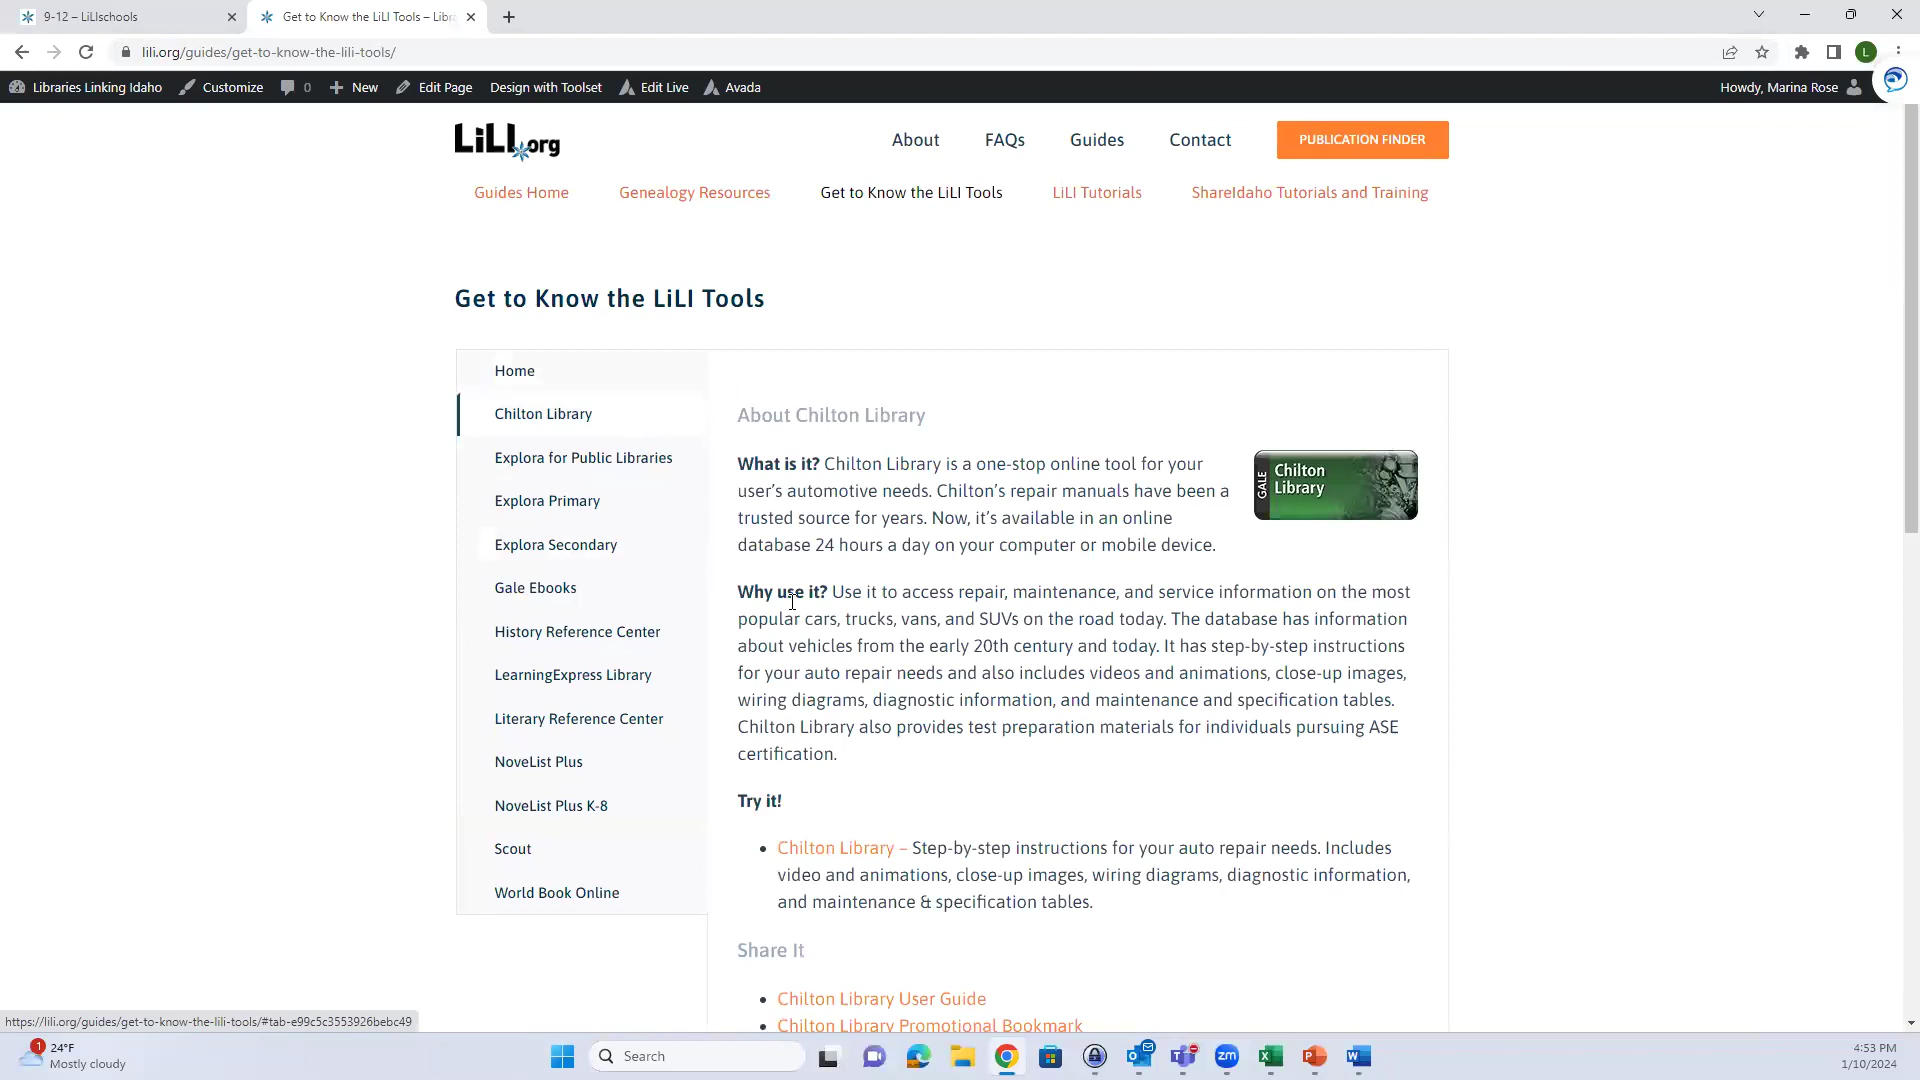 9-12 – LiLIschools
Get to Know the LiLI Tools – Libr
lili.org/guides/get-to-know-the-lili-tools/
L
Libraries Linking Idaho
Customize
0
New
Edit Page
Design with Toolset
Edit Live
Avada
Howdy, Marina Rose
LiLI.org
About
FAQs
Guides
Contact
PUBLICATION FINDER
Guides Home
Genealogy Resources
Get to Know the LiLI Tools
LiLI Tutorials
ShareIdaho Tutorials and Training
Get to Know the LiLI Tools
Home
Chilton Library
Explora for Public Libraries
Explora Primary
Explora Secondary
Gale Ebooks
History Reference Center
LearningExpress Library
Literary Reference Center
NoveList Plus
NoveList Plus K-8
Scout
World Book Online
About Chilton Library
What is it? Chilton Library is a one-stop online tool for your
user’s automotive needs. Chilton’s repair manuals have been a
trusted source for years. Now, it’s available in an online
database 24 hours a day on your computer or mobile device.
GALE
Chilton
Library
Why use it? Use it to access repair, maintenance, and service information on the most
popular cars, trucks, vans, and SUVs on the road today. The database has information
about vehicles from the early 20th century and today. It has step-by-step instructions
for your auto repair needs and also includes videos and animations, close-up images,
wiring diagrams, diagnostic information, and maintenance and specification tables.
Chilton Library also provides test preparation materials for individuals pursuing ASE
certification.
Try it!
Chilton Library – Step-by-step instructions for your auto repair needs. Includes
video and animations, close-up images, wiring diagrams, diagnostic information,
and maintenance & specification tables.
Share It
Chilton Library User Guide
Chilton Library Promotional Bookmark
https://lili.org/guides/get-to-know-the-lili-tools/#tab-e99c5c3553926bebc49
1
24°F
Mostly cloudy
Search
zm
4:53 PM
1/10/2024